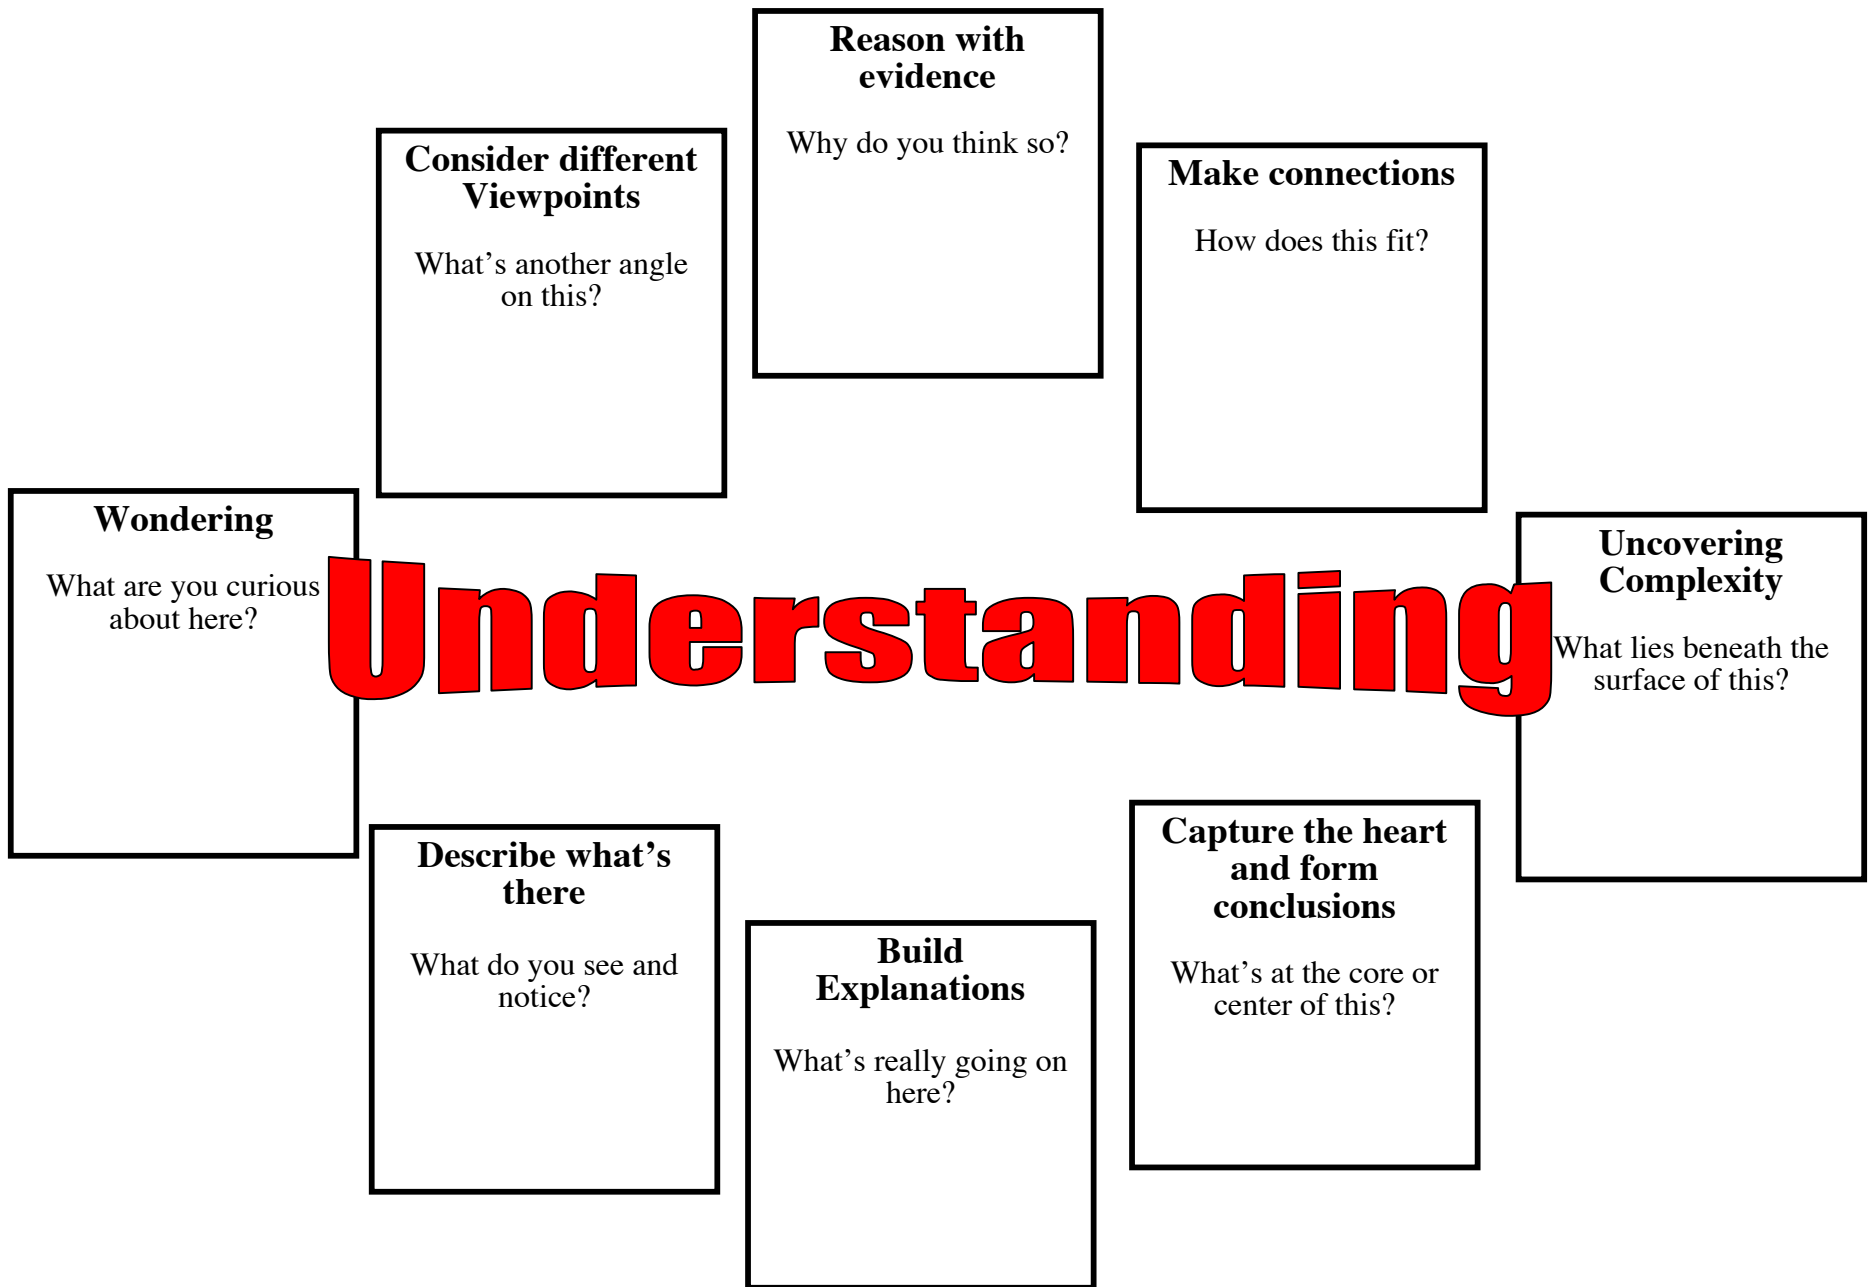 Reason with
evidence
Why do you think so?
Consider different
Viewpoints
What's another angle
on this?
Make connections
How does this fit?
Wondering
What are you curious
about here?
Understanding
Uncovering
Complexity
What lies beneath the
surface of this?
Describe what's
there
What do you see and
notice?
Build
Explanations
What's really going on
here?
Capture the heart
and form
conclusions
What's at the core or
center of this?